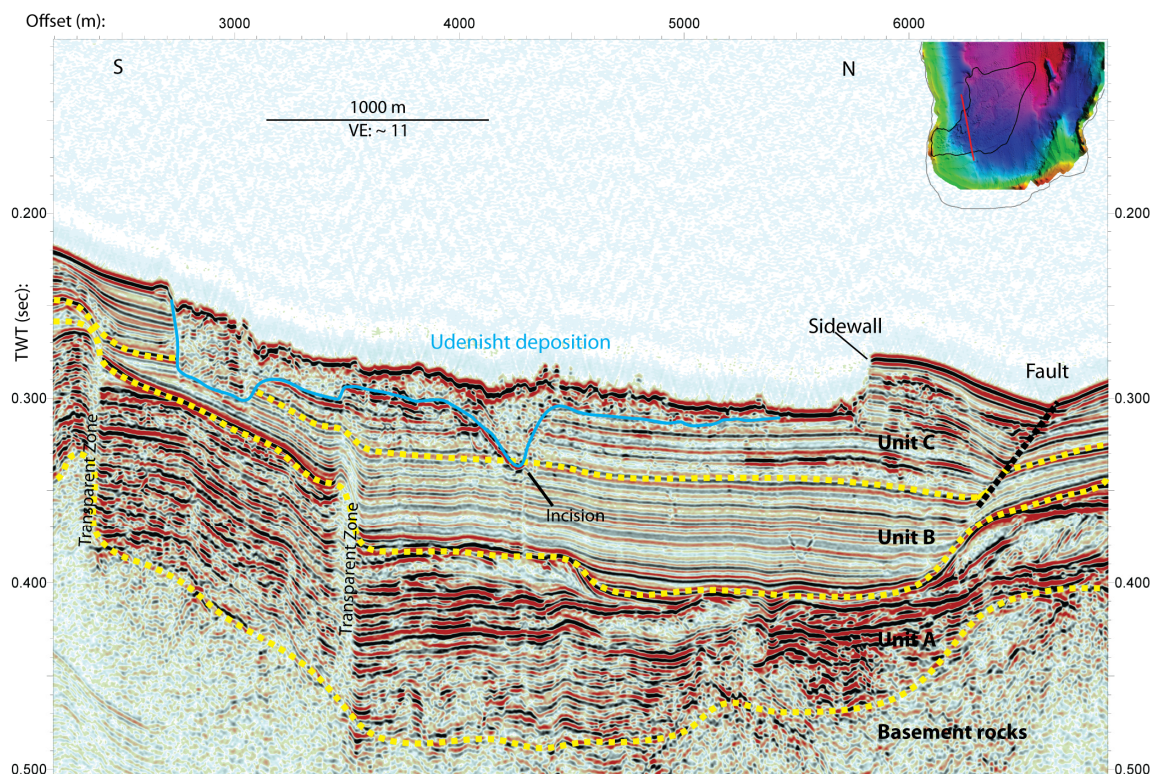 Offset (m): 3000 4000 5000 6000
S
N
1000 m
VE: ~ 11
0.200
0.200
TWT (sec):
Udenisht deposition
Sidewall
Fault
0.300
0.300
Unit C
Transparent Zone
Transparent Zone
Incision
Unit B
0.400
0.400
Unit A
Basement rocks
0.500
0.500